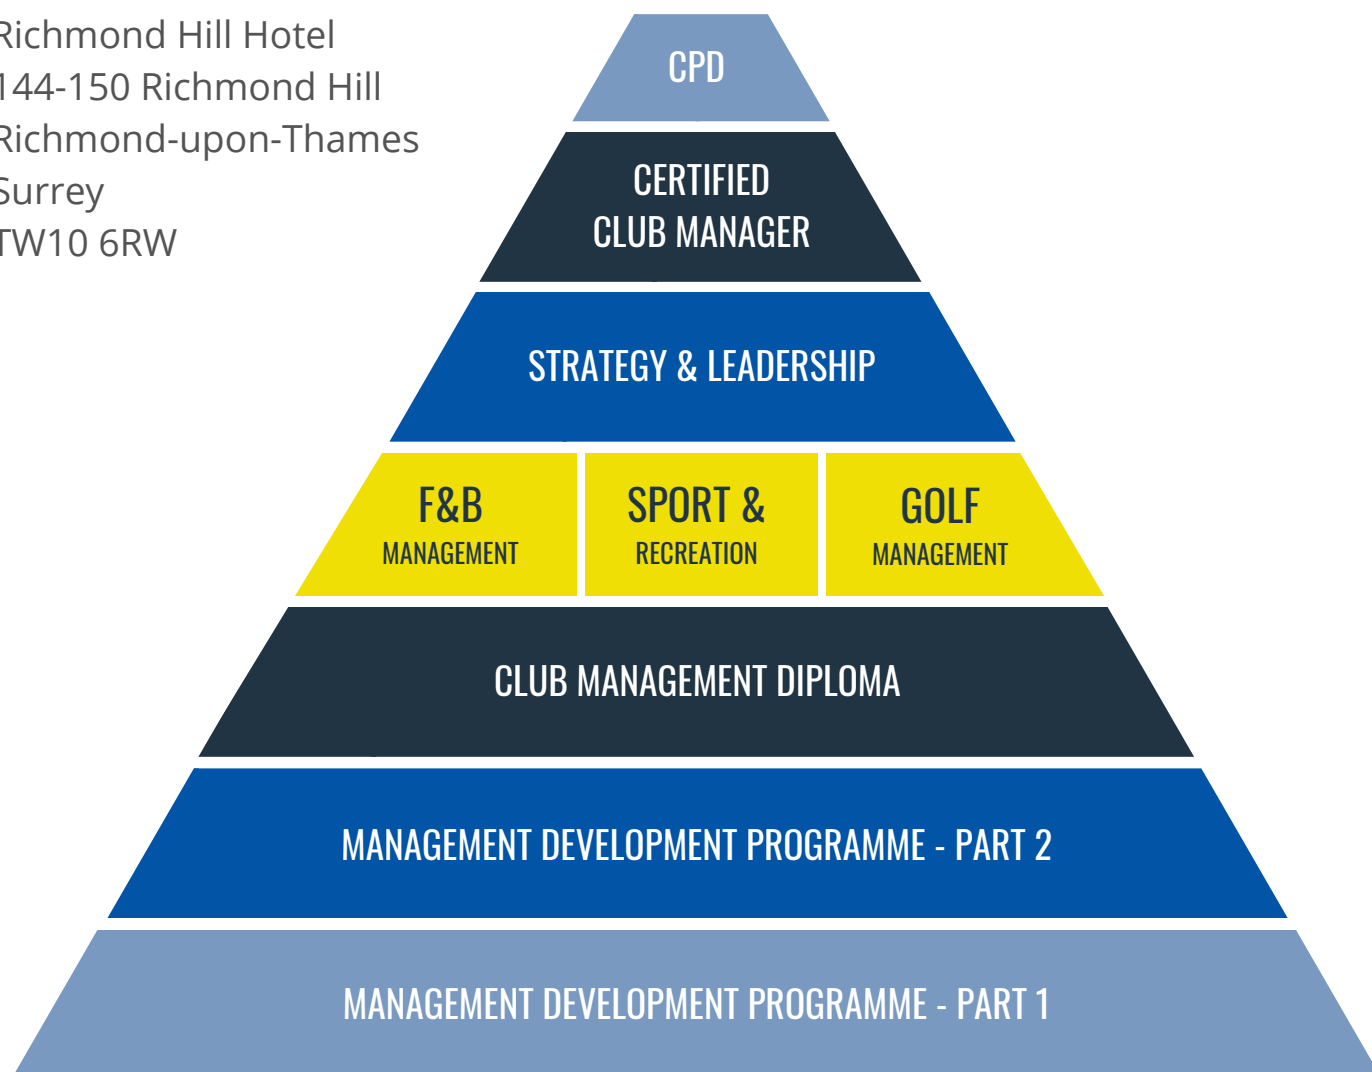 Richmond Hill Hotel
144-150 Richmond Hill
Richmond-upon-Thames
Surrey
TW10 6RW
CPD
CERTIFIED
CLUB MANAGER
STRATEGY & LEADERSHIP
F&B
MANAGEMENT
SPORT &
RECREATION
GOLF
MANAGEMENT
CLUB MANAGEMENT DIPLOMA
MANAGEMENT DEVELOPMENT PROGRAMME - PART 2
MANAGEMENT DEVELOPMENT PROGRAMME - PART 1